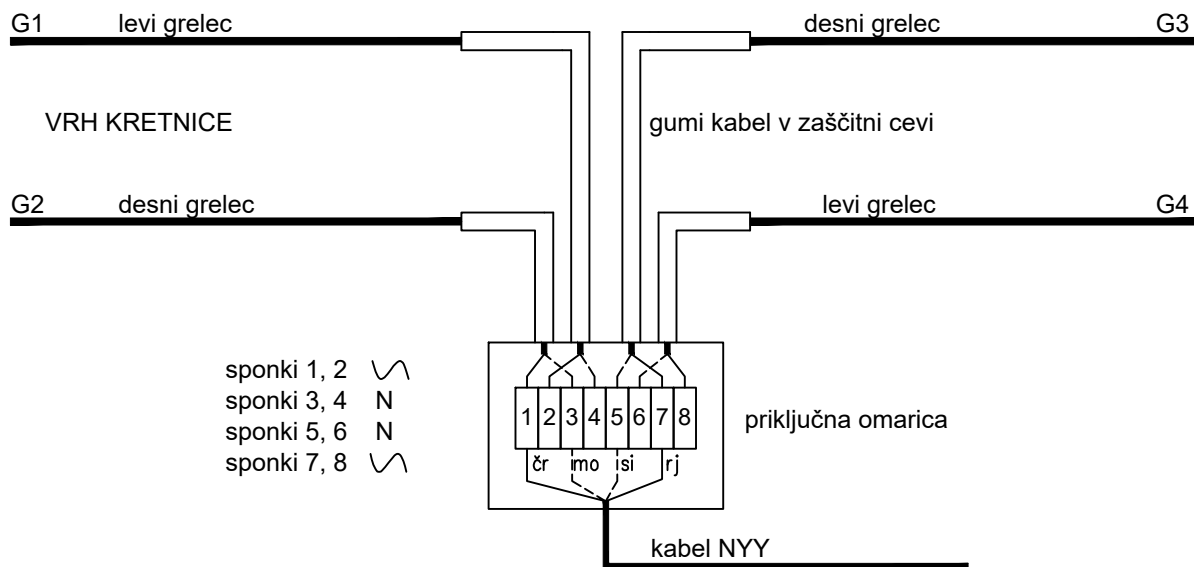 G1 levi grelec desni grelec G3
VRH KRETNICE gumi kabel v zaščitni cevi
G2 desni grelec levi grelec G4
sponki 1, 2
sponki 3, 4 N
sponki 5, 6 N
sponki 7, 8
1 2 3 4 5 6 7 8
priključna omarica
čr mo si rj
kabel NYY